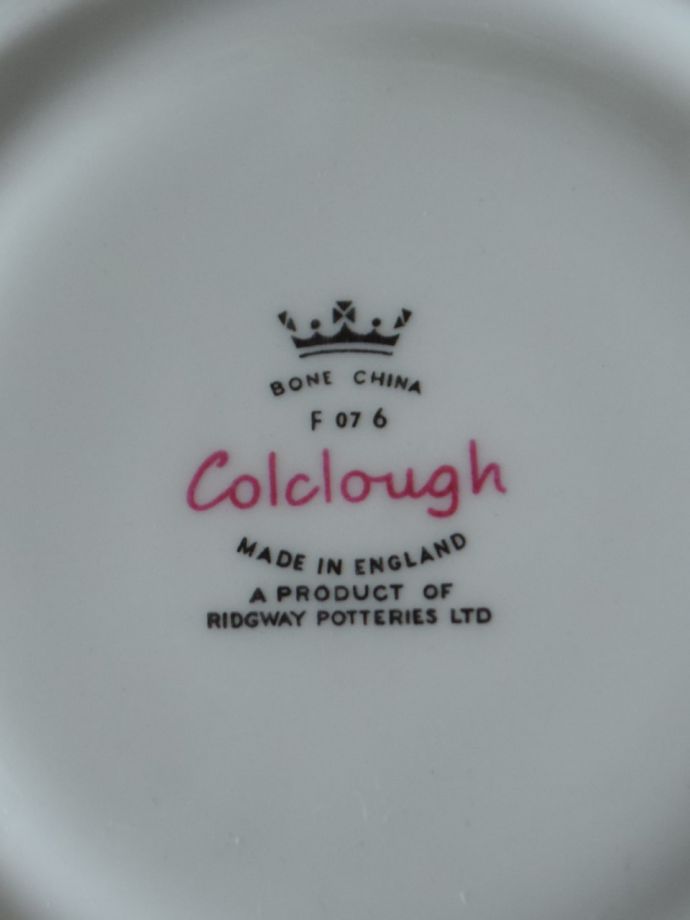 BONE CHINA
F 07 6
Colclough
MADE IN ENGLAND
A PRODUCT OF
RIDGWAY POTTERIES LTD